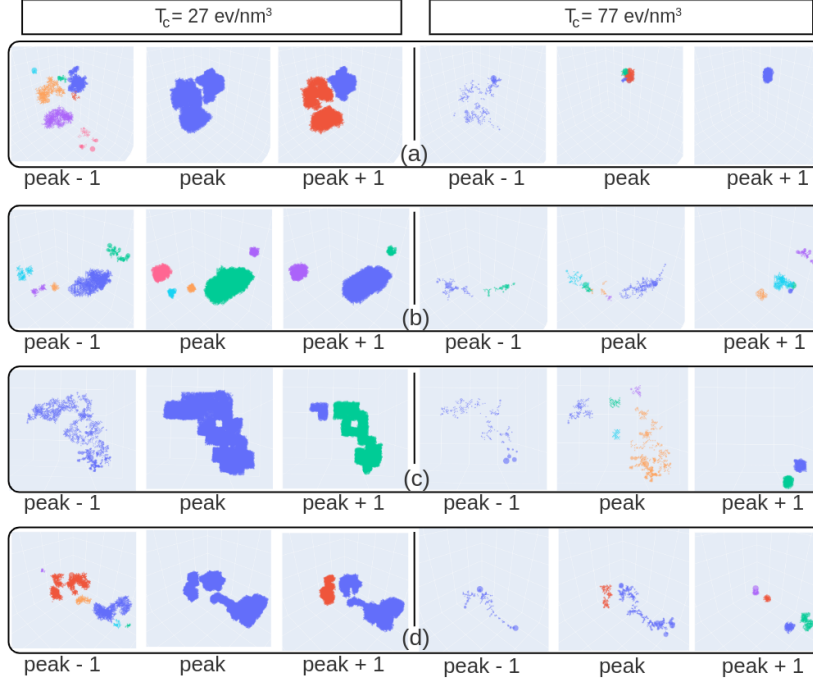 T_c = 27 ev/nm³ T_c = 77 ev/nm³
(a)
peak - 1 peak peak + 1 peak - 1 peak peak + 1
(b)
peak - 1 peak peak + 1 peak - 1 peak peak + 1
(c)
peak - 1 peak peak + 1 peak - 1 peak peak + 1
(d)
peak - 1 peak peak + 1 peak - 1 peak peak + 1